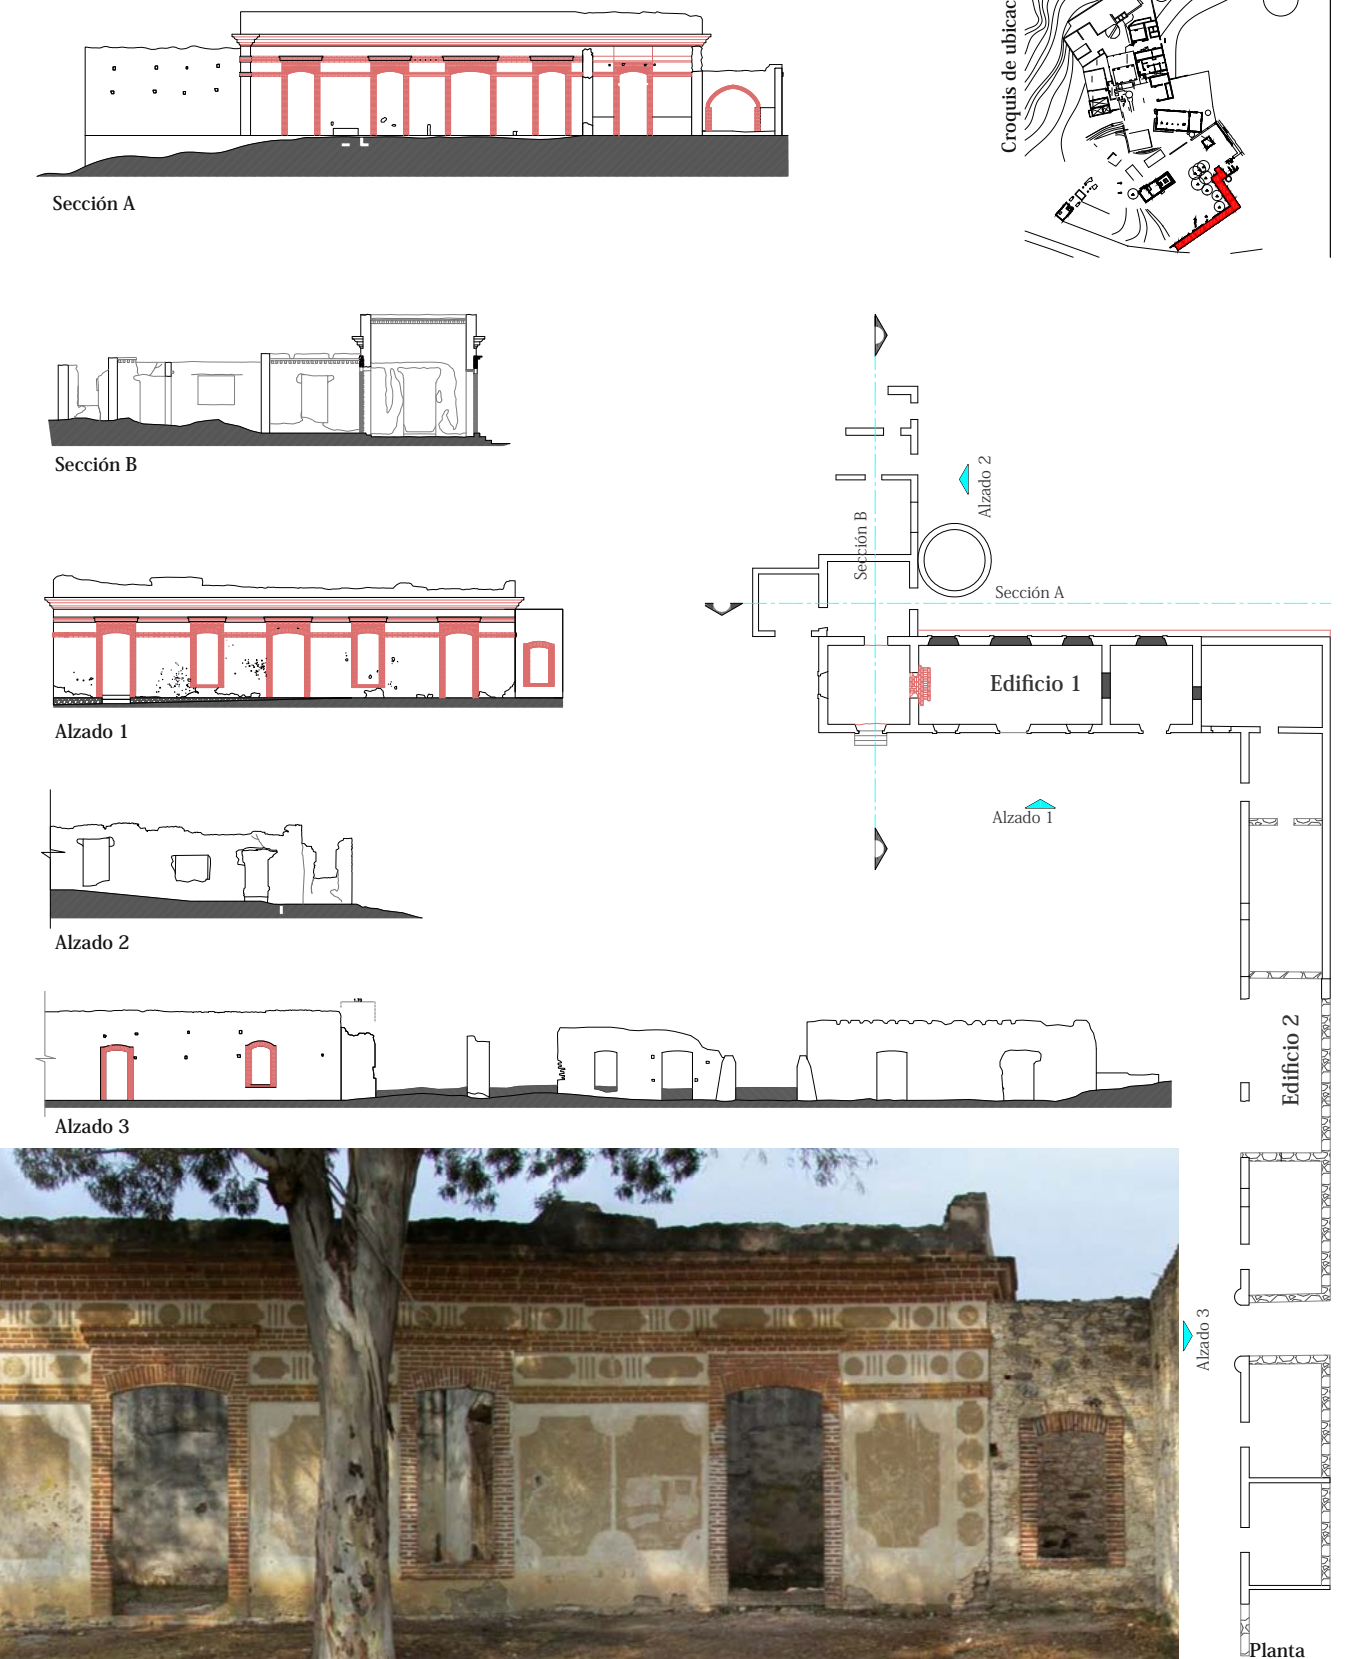 Croquis de ubicac
Sección A
Sección B
Alzado 2
Sección B
Sección A
Edificio 1
Alzado 1
Alzado 1
Alzado 2
Edificio 2
Alzado 3
Alzado 3
Planta